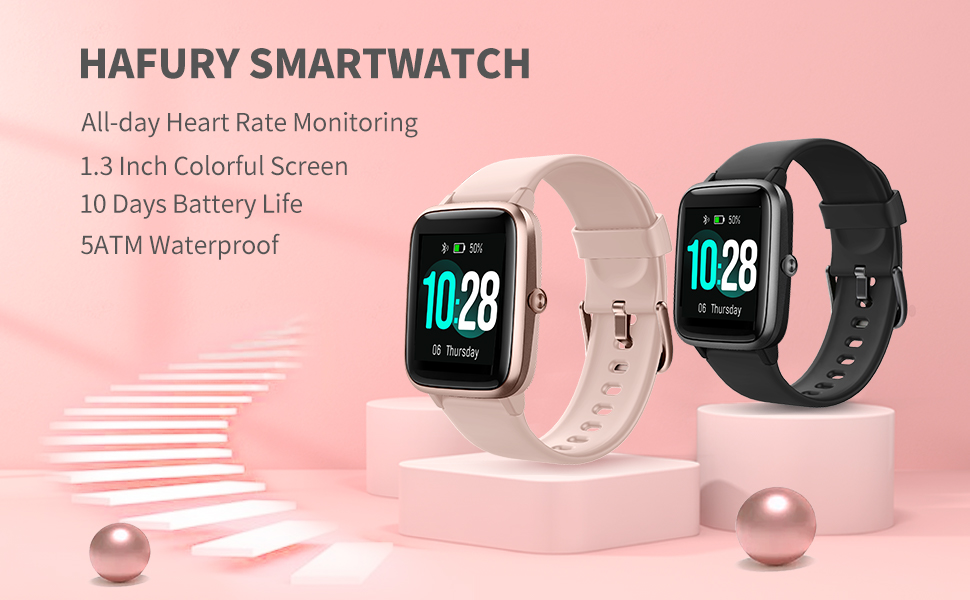 HAFURY SMARTWATCH
All-day Heart Rate Monitoring
1.3 Inch Colorful Screen
10 Days Battery Life
5ATM Waterproof
50%
10:28
06 Thursday
50%
10:28
06 Thursday